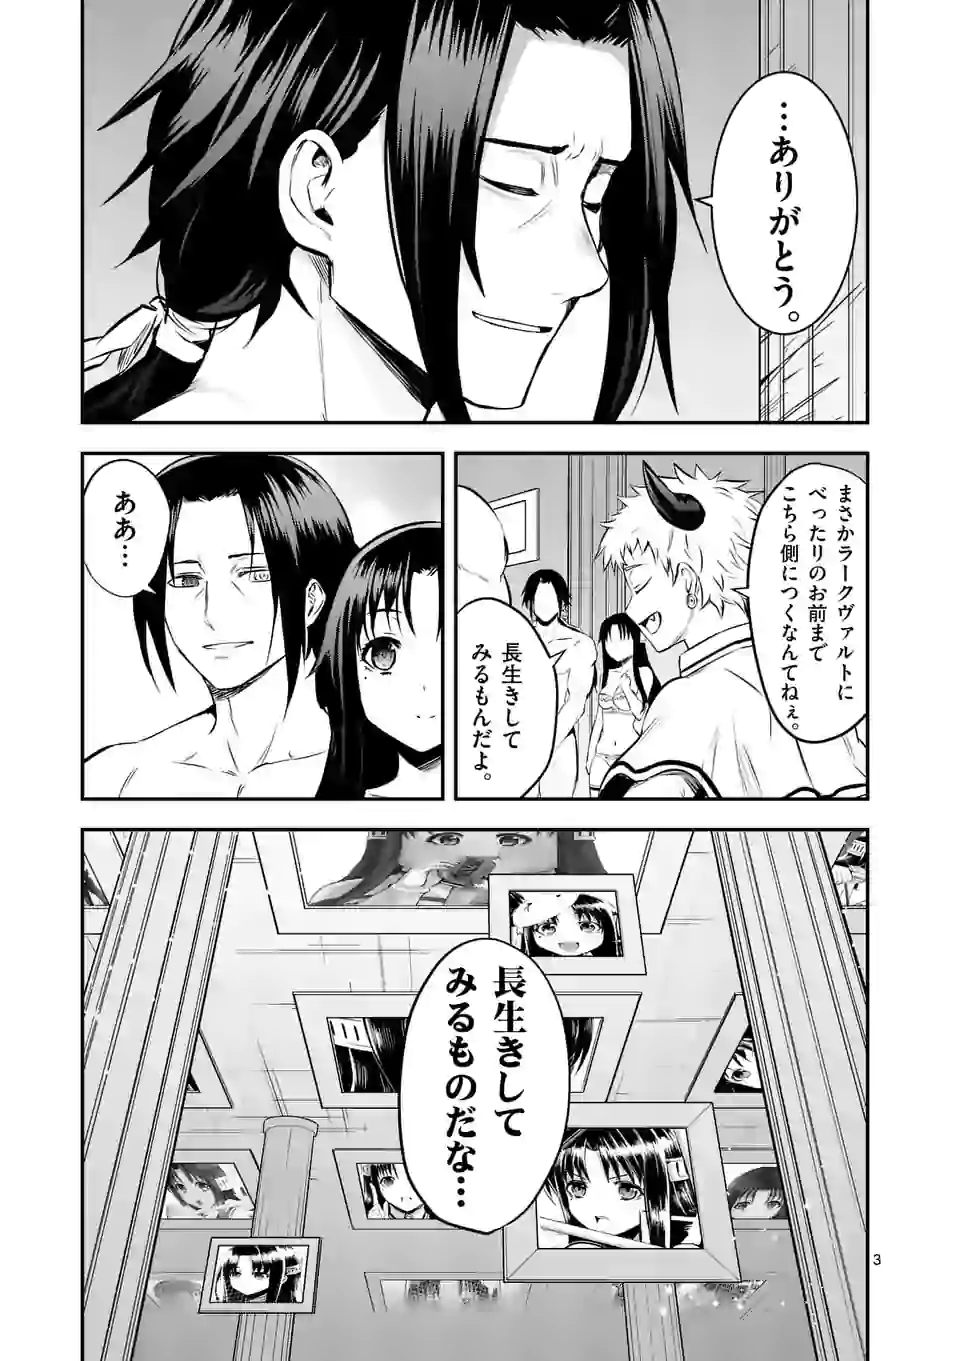 …ありがとう。
まさかラークヴァルトに
べったりのお前まで
こちら側につくなんてねぇ。
長生きして
みるもんだよ。
ああ…
長生きして
みるものだな…
3